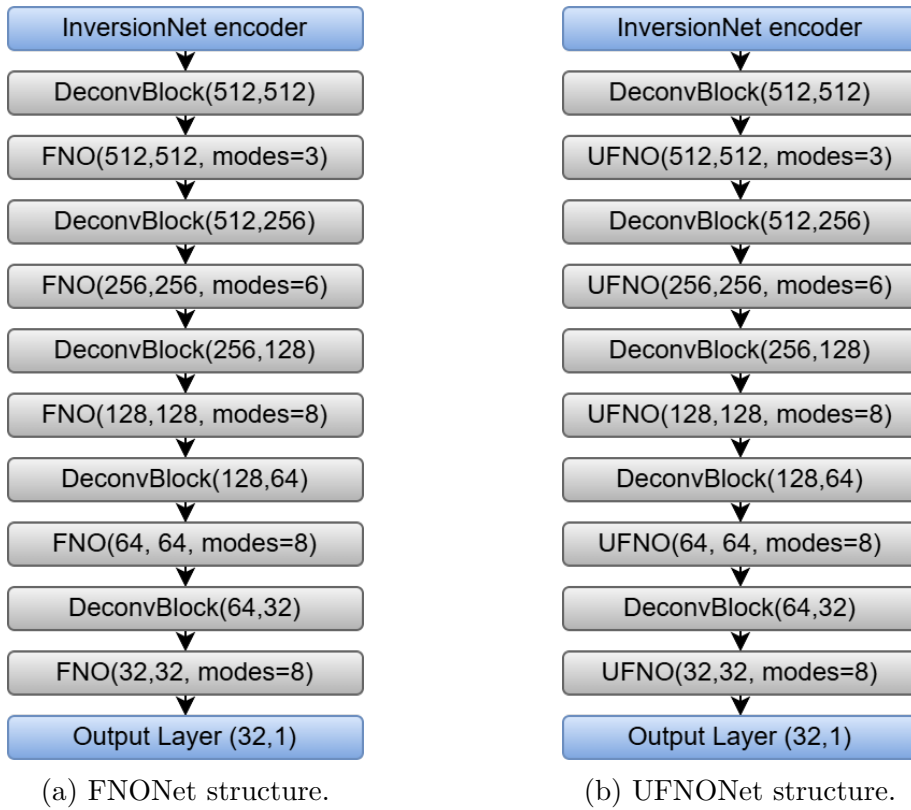 InversionNet encoder
DeconvBlock(512,512)
FNO(512,512, modes=3)
DeconvBlock(512,256)
FNO(256,256, modes=6)
DeconvBlock(256,128)
FNO(128,128, modes=8)
DeconvBlock(128,64)
FNO(64, 64, modes=8)
DeconvBlock(64,32)
FNO(32,32, modes=8)
Output Layer (32,1)
(a) FNONet structure.
InversionNet encoder
DeconvBlock(512,512)
UFNO(512,512, modes=3)
DeconvBlock(512,256)
UFNO(256,256, modes=6)
DeconvBlock(256,128)
UFNO(128,128, modes=8)
DeconvBlock(128,64)
UFNO(64, 64, modes=8)
DeconvBlock(64,32)
UFNO(32,32, modes=8)
Output Layer (32,1)
(b) UFNONet structure.